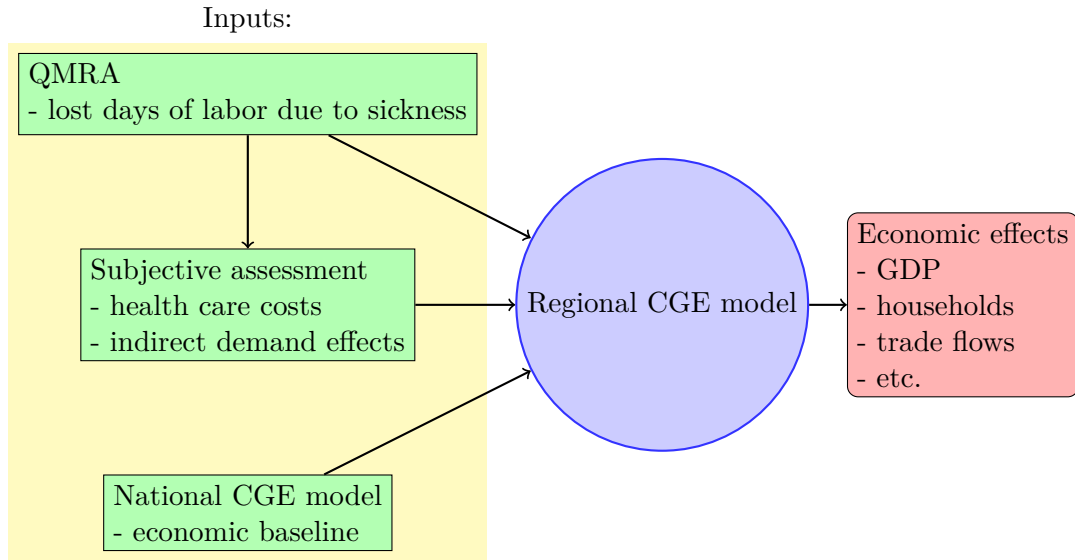 Inputs:
QMRA
- lost days of labor due to sickness
Subjective assessment
- health care costs
- indirect demand effects
National CGE model
- economic baseline
Regional CGE model
Economic effects
- GDP
- households
- trade flows
- etc.